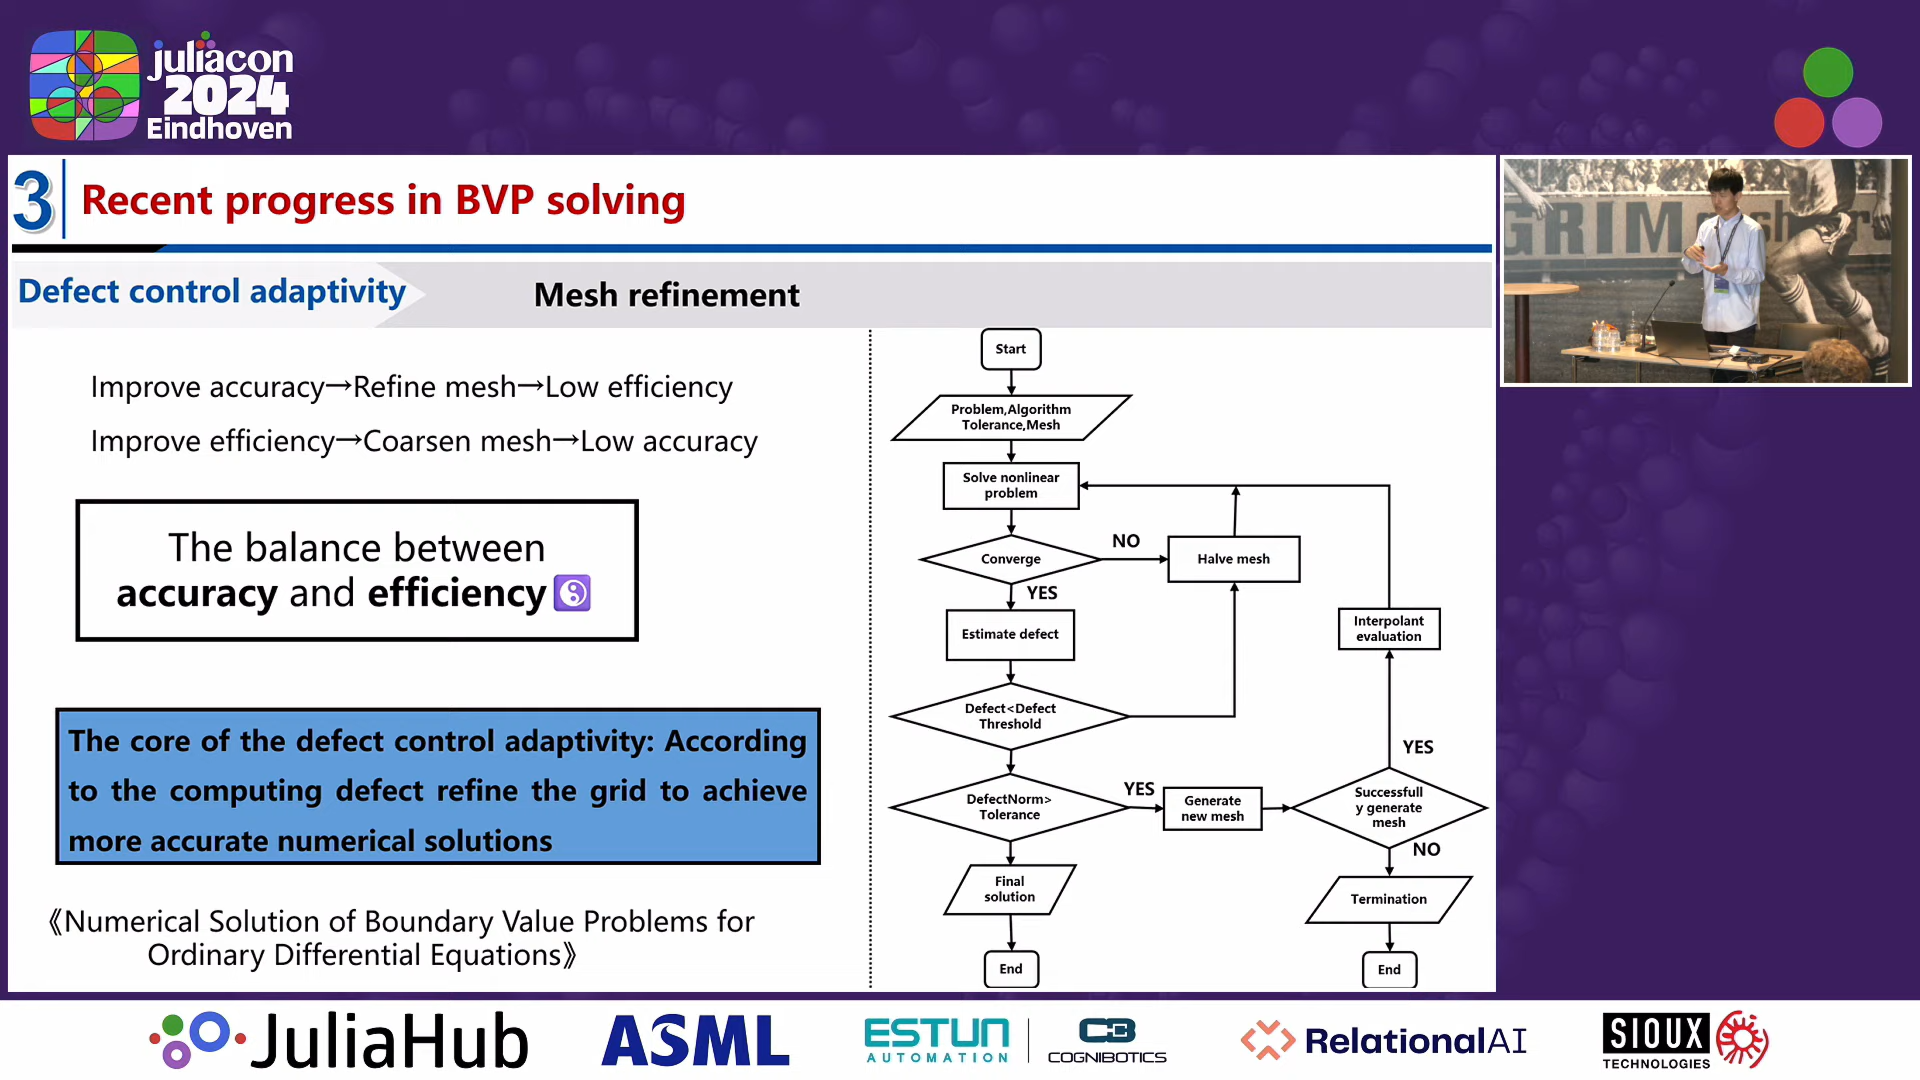 juliacon
2024
Eindhoven
3
Recent progress in BVP solving
Defect control adaptivity
Mesh refinement
Improve accuracy→Refine mesh→Low efficiency
Improve efficiency→Coarsen mesh→Low accuracy
The balance between
accuracy and efficiency
The core of the defect control adaptivity: According
to the computing defect refine the grid to achieve
more accurate numerical solutions
《Numerical Solution of Boundary Value Problems for
Ordinary Differential Equations》
Start
Problem,Algorithm
Tolerance,Mesh
Solve nonlinear
problem
Converge
NO
Halve mesh
YES
Estimate defect
Interpolant
evaluation
Defect<Defect
Threshold
YES
DefectNorm>
Tolerance
YES
Generate
new mesh
Successfull
y generate
mesh
NO
Final
solution
Termination
End
End
GRIM
JuliaHub
ASML
ESTUN
AUTOMATION
COGNIBOTICS
RelationalAI
SIOUX
TECHNOLOGIES